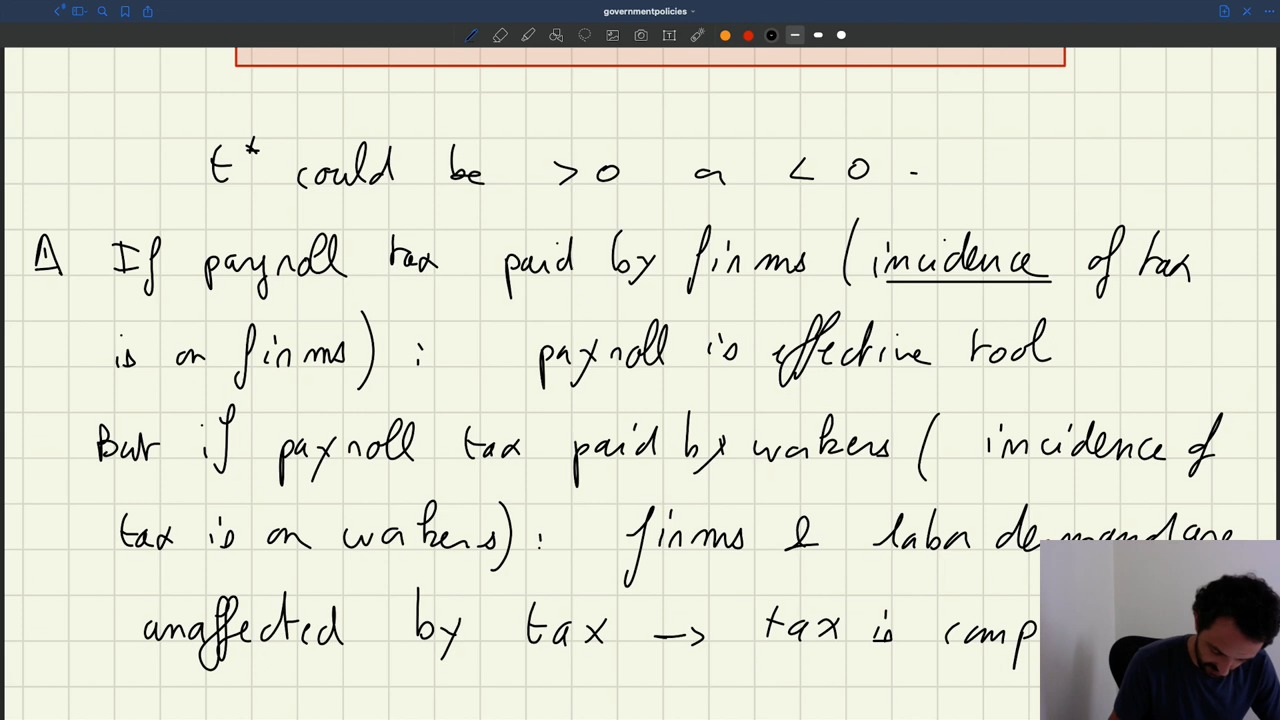 governmentpolicies
t* could be > 0 or < 0 .
⚠ If payroll tax paid by firms (incidence of tax
is on firms) : payroll is effective tool
But if payroll tax paid by workers ( incidence of
tax is on workers) : firms & labor demand are
unaffected by tax → tax is comp